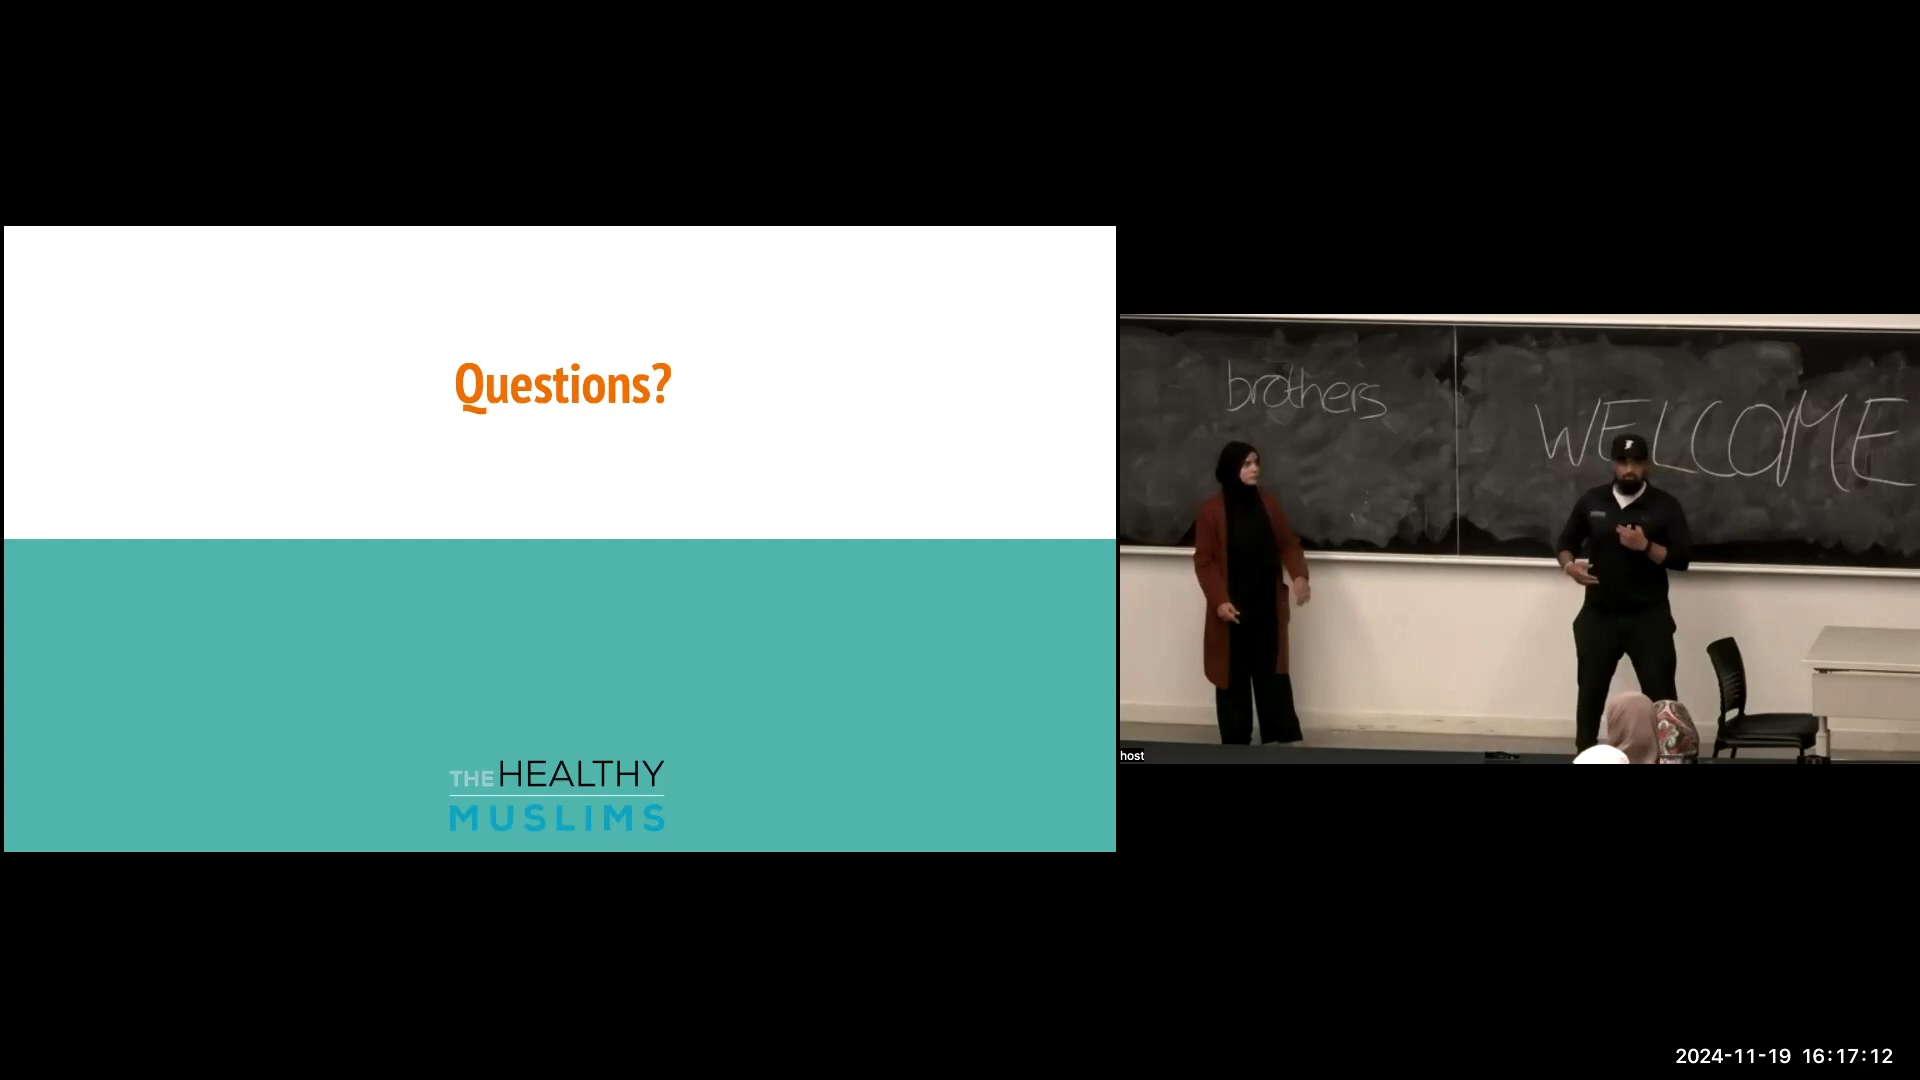 Questions?
THE HEALTHY
MUSLIMS
brothers
WELCOME
host
2024-11-19 16:17:12